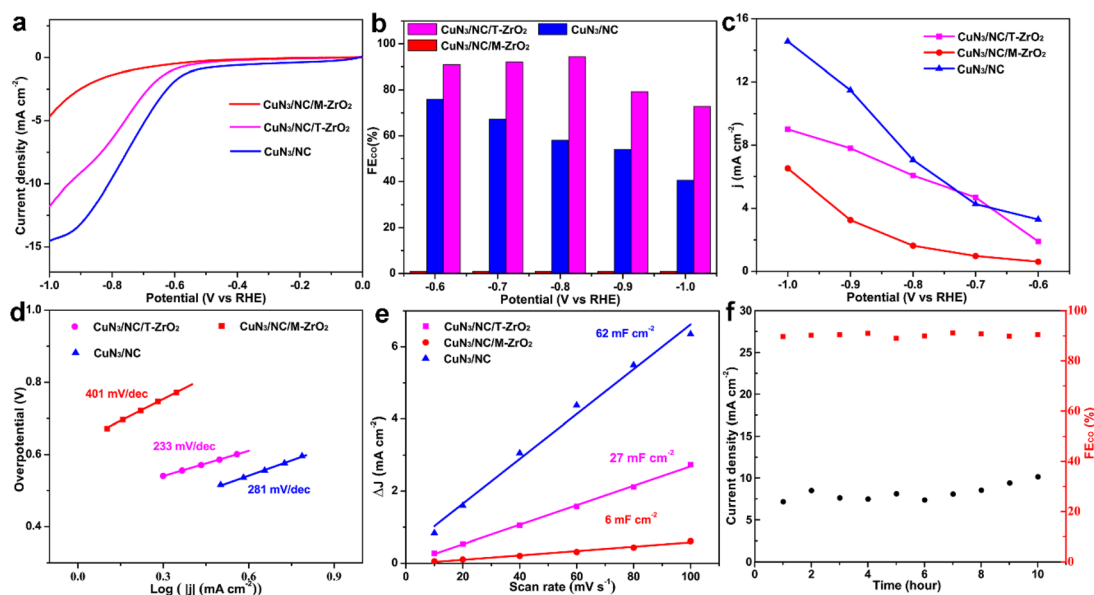 a
Current density (mA cm⁻²)
0
-5
-10
-15
CuN₃/NC/M-ZrO₂
CuN₃/NC/T-ZrO₂
CuN₃/NC
-1.0 -0.8 -0.6 -0.4 -0.2 0.0
Potential (V vs RHE)
b
FEco(%)
100
80
60
40
20
0
CuN₃/NC/T-ZrO₂ CuN₃/NC
CuN₃/NC/M-ZrO₂
-0.6 -0.7 -0.8 -0.9 -1.0
Potential (V vs RHE)
c
j (mA cm⁻²)
16
12
8
4
0
CuN₃/NC/T-ZrO₂
CuN₃/NC/M-ZrO₂
CuN₃/NC
-1.0 -0.9 -0.8 -0.7 -0.6
Potential (V vs RHE)
d
CuN₃/NC/T-ZrO₂ CuN₃/NC/M-ZrO₂
CuN₃/NC
Overpotential (V)
0.8
0.6
0.4
401 mV/dec
233 mV/dec
281 mV/dec
0.0 0.3 0.6 0.9
Log ( |j| (mA cm⁻²))
e
ΔJ (mA cm⁻²)
6
4
2
0
CuN₃/NC/T-ZrO₂
CuN₃/NC/M-ZrO₂
CuN₃/NC
62 mF cm⁻²
27 mF cm⁻²
6 mF cm⁻²
20 40 60 80 100
Scan rate (mV s⁻¹)
f
Current density (mA cm⁻²)
30
25
20
15
10
5
0
100
80
60
40
20
0
FEco (%)
0 2 4 6 8 10
Time (hour)